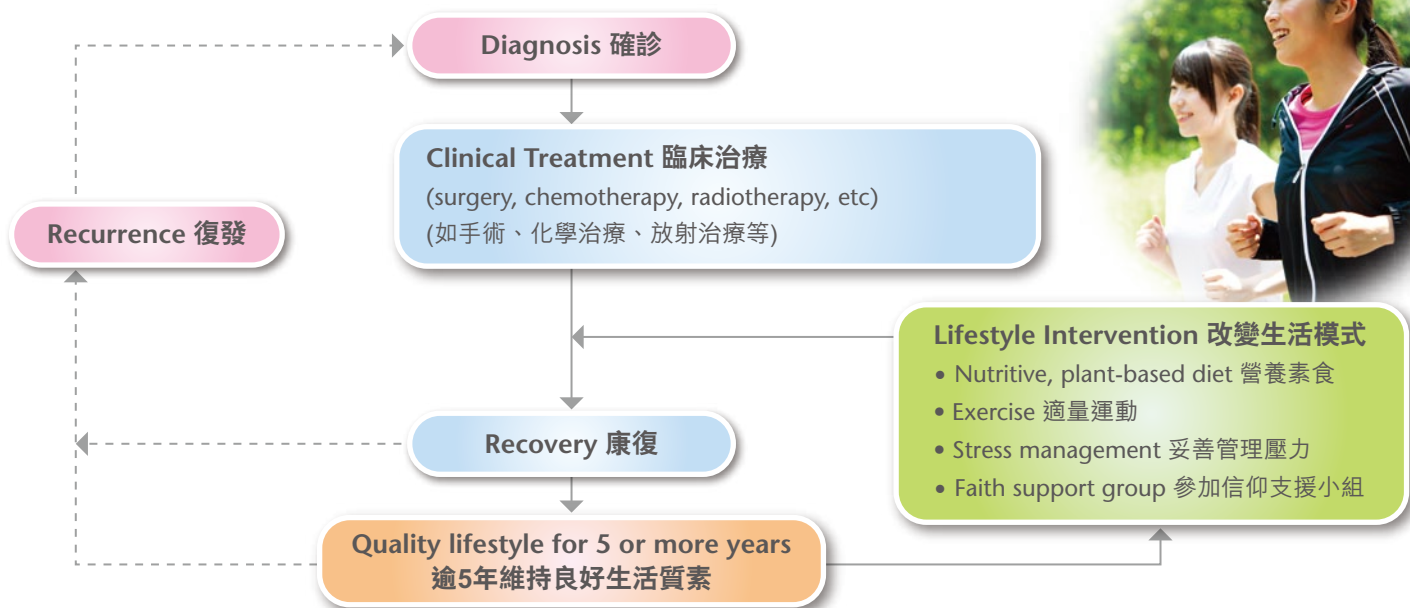 Diagnosis 確診
Clinical Treatment 臨床治療
(surgery, chemotherapy, radiotherapy, etc)
(如手術、化學治療、放射治療等)
Recurrence 復發
Lifestyle Intervention 改變生活模式
• Nutritive, plant-based diet 營養素食
• Exercise 適量運動
• Stress management 妥善管理壓力
• Faith support group 參加信仰支援小組
Recovery 康復
Quality lifestyle for 5 or more years
逾5年維持良好生活質素